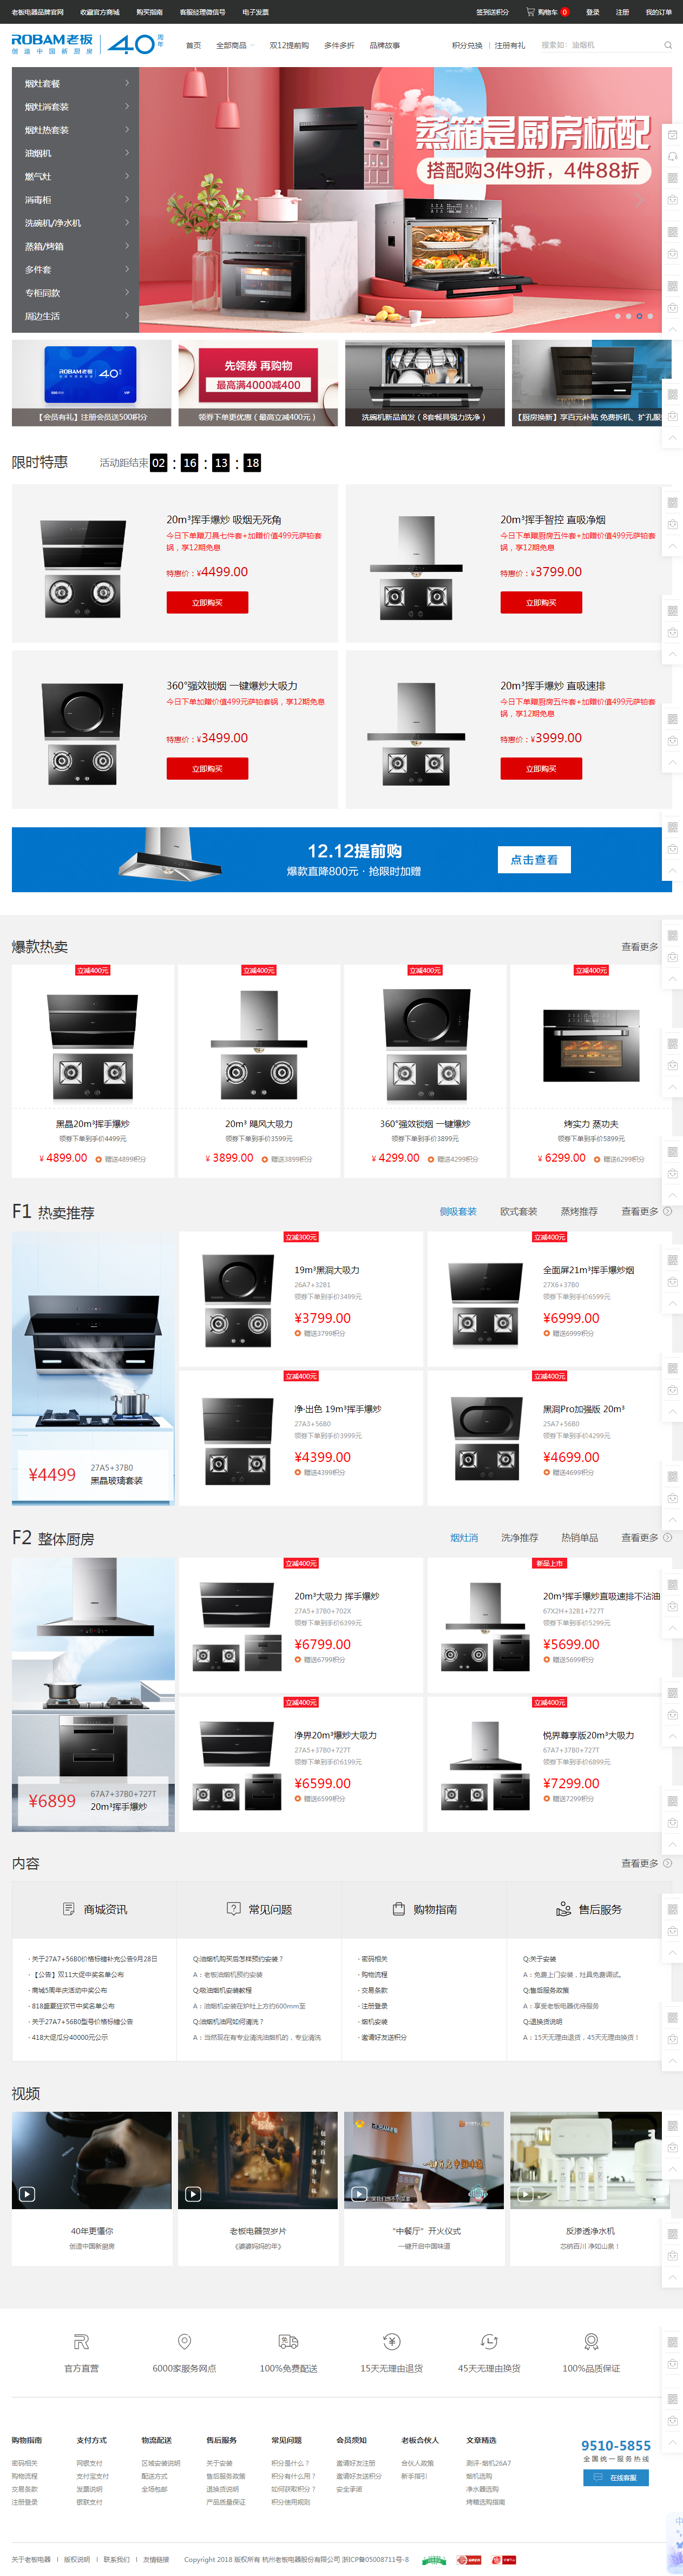 老板电器品牌官网 收藏官方商城 购买指南 客服经理微信号 电子发票 签到送积分 购物车 0 登录 注册 我的订单
ROBAM老板 创造中国新厨房 40周年 首页 全部商品 双12提前购 多件多折 品牌故事 积分兑换 | 注册有礼 搜索如：油烟机
烟灶套餐
烟灶消套装
烟灶热套装
油烟机
燃气灶
消毒柜
洗碗机/净水机
蒸箱/烤箱
多件套
专柜同款
周边生活
蒸箱是厨房标配
搭配购3件9折，4件88折
ROBAM老板 40
先领券 再购物
最高满4000减400
【会员有礼】注册会员送500积分 领券下单更优惠（最高立减400元） 洗碗机新品首发（8套餐具强力洗净） 【厨房换新】享百元补贴 免费拆机、扩孔服
限时特惠 活动距结束 02 : 16 : 13 : 18
20m³挥手爆炒 吸烟无死角
今日下单赠刀具七件套+加赠价值499元萨铂套锅，享12期免息
特惠价：¥4499.00
立即购买
20m³挥手智控 直吸净烟
今日下单赠厨房五件套+加赠价值499元萨铂套锅，享12期免息
特惠价：¥3799.00
立即购买
360°强效锁烟 一键爆炒大吸力
今日下单加赠价值499元萨铂套锅，享12期免息
特惠价：¥3499.00
立即购买
20m³挥手爆炒 直吸速排
今日下单赠厨房五件套+加赠价值499元萨铂套锅，享12期免息
特惠价：¥3999.00
立即购买
12.12提前购
爆款直降800元·抢限时加赠
点击查看
爆款热卖 查看更多
立减400元 立减400元 立减400元 立减400元
黑晶20m³挥手爆炒 20m³ 飓风大吸力 360°强效锁烟 一键爆炒 烤实力 蒸功夫
领券下单到手价4499元 领券下单到手价3599元 领券下单到手价3899元 领券下单到手价5899元
¥ 4899.00 赠送4899积分 ¥ 3899.00 赠送3899积分 ¥ 4299.00 赠送4299积分 ¥ 6299.00 赠送6299积分
F1 热卖推荐 侧吸套装 欧式套装 蒸烤推荐 查看更多
¥4499 27A5+37B0
黑晶玻璃套装
立减300元
19m³黑洞大吸力
26A7+32B1
领券下单到手价3499元
¥3799.00
赠送3799积分
立减400元
全面屏21m³挥手爆炒烟
27X6+37B0
领券下单到手价6599元
¥6999.00
赠送6999积分
立减400元
净·出色 19m³挥手爆炒
27A3+56B0
领券下单到手价3999元
¥4399.00
赠送4399积分
立减400元
黑洞Pro加强版 20m³
25A7+56B0
领券下单到手价4299元
¥4699.00
赠送4699积分
F2 整体厨房 烟灶消 洗净推荐 热销单品 查看更多
¥6899 67A7+37B0+727T
20m³挥手爆炒
立减400元
20m³大吸力 挥手爆炒
27A5+37B0+702X
领券下单到手价6399元
¥6799.00
赠送6799积分
新品上市
20m³挥手爆炒直吸速排不沾油
67X2H+32B1+727T
领券下单到手价5299元
¥5699.00
赠送5699积分
立减400元
净界20m³爆炒大吸力
27A5+37B0+727T
领券下单到手价6199元
¥6599.00
赠送6599积分
立减400元
悦界尊享版20m³大吸力
67A7+37B0+727T
领券下单到手价6899元
¥7299.00
赠送7299积分
内容 查看更多
商城资讯 常见问题 购物指南 售后服务
· 关于27A7+56B0价格标错补充公告9月28日
· 【公告】双11大促中奖名单公布
· 商城5周年庆活动中奖公布
· 818盛夏狂欢节中奖名单公布
· 关于27A7+56B0型号价格标错公告
· 418大促瓜分40000元公示
Q:油烟机购买后怎样预约安装？
A：老板油烟机预约安装
Q:吸油烟机安装教程
A：油烟机安装在炉灶上方约600mm至
Q:油烟机油网如何清洗？
A：当然现在有专业清洗油烟机的，专业清洗
· 密码相关
· 购物流程
· 交易条款
· 注册登录
· 烟机安装
· 邀请好友送积分
Q:关于安装
A：免费上门安装，灶具免费调试。
Q:售后服务政策
A：享受老板电器优待服务
Q:退换货说明
A：15天无理由退货，45天无理由换货！
视频
40年更懂你 老板电器贺岁片 “中餐厅”开火仪式 反渗透净水机
创造中国新厨房 《婆婆妈妈的年》 一键开启中国味道 芯纳百川 净如山泉！
官方直营 6000家服务网点 100%免费配送 15天无理由退货 45天无理由换货 100%品质保证
购物指南 支付方式 物流配送 售后服务 常见问题 会员须知 老板合伙人 文章精选
密码相关 网银支付 区域安装说明 关于安装 积分是什么？ 邀请好友注册 合伙人政策 测评-烟机26A7
购物流程 支付宝支付 配送方式 售后服务政策 积分有什么用？ 邀请好友送积分 新手指引 烟机选购
交易条款 发票说明 全场包邮 退换货说明 如何获取积分？ 安全承诺 净水器选购
注册登录 银联支付 产品质量保证 积分使用规则 烤箱选购指南
9510-5855
全国统一服务热线
在线客服
关于老板电器 | 版权说明 | 联系我们 | 友情链接 Copyright 2018 版权所有 杭州老板电器股份有限公司 浙ICP备05008711号-8